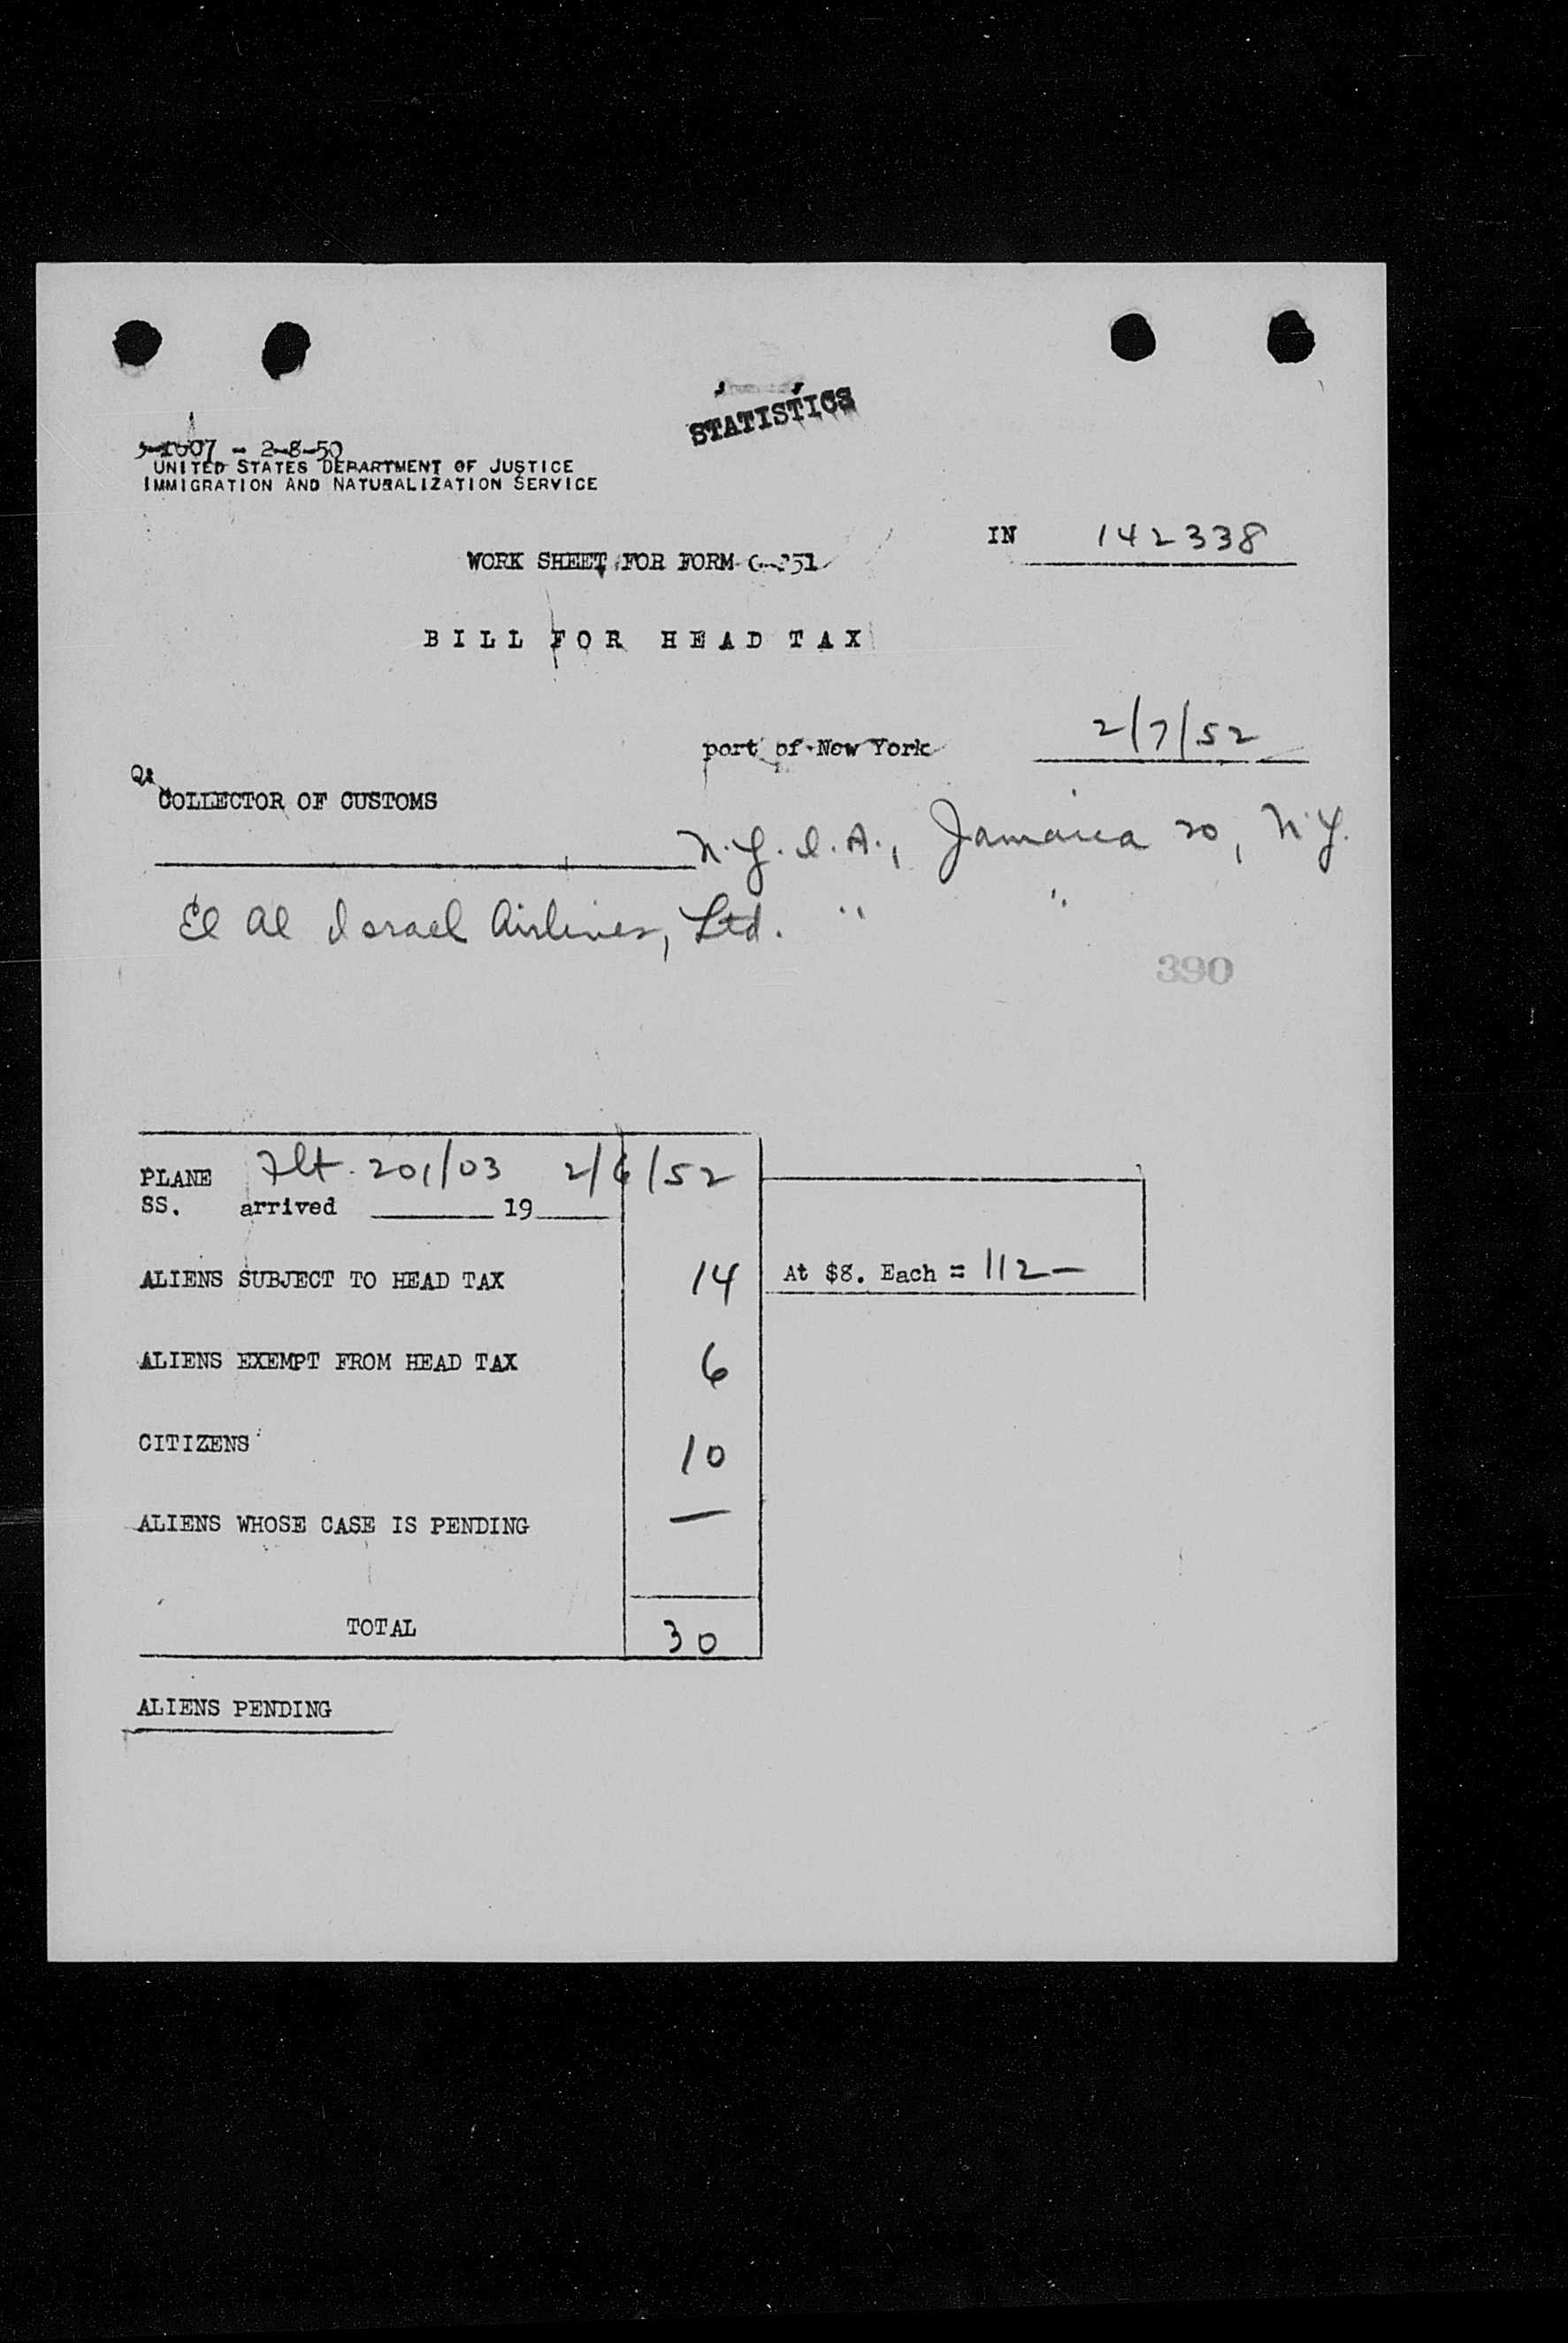 STATISTICS
- 2-8-50
UNITED STATES DEPARTMENT OF JUSTICE
IMMIGRATION AND NATURALIZATION SERVICE
IN 142338
WORK SHEET FOR FORM G-251
BILL FOR HEAD TAX
port of New York 2/7/52
COLLECTOR OF CUSTOMS
N.Y.I.A., Jamaica 20, N.Y.
El Al Israel Airlines, Ltd. " "
390
PLANE Flt. 201/03 2/6/52
SS. arrived 19
ALIENS SUBJECT TO HEAD TAX 14 At $8. Each = 112-
ALIENS EXEMPT FROM HEAD TAX 6
CITIZENS 10
ALIENS WHOSE CASE IS PENDING —
TOTAL 30
ALIENS PENDING